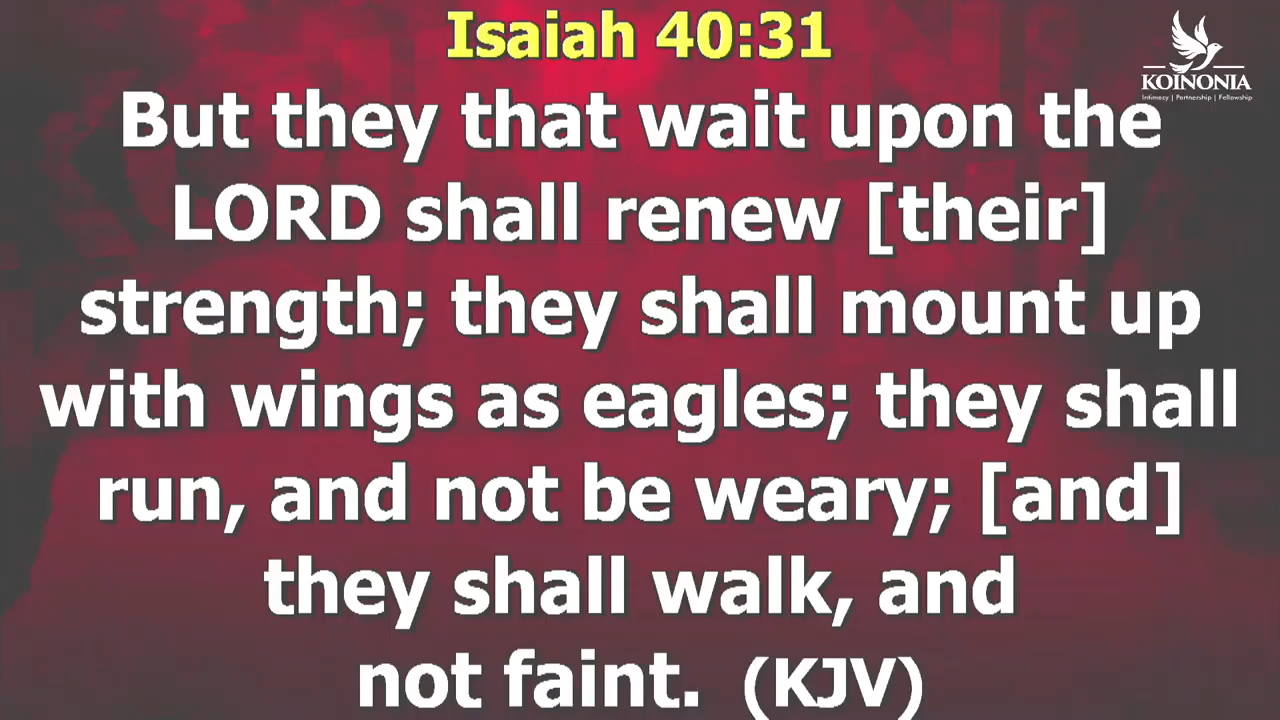 Isaiah 40:31
KOINONIA
Intimacy | Partnership | Fellowship
But they that wait upon the
LORD shall renew [their]
strength; they shall mount up
with wings as eagles; they shall
run, and not be weary; [and]
they shall walk, and
not faint. (KJV)